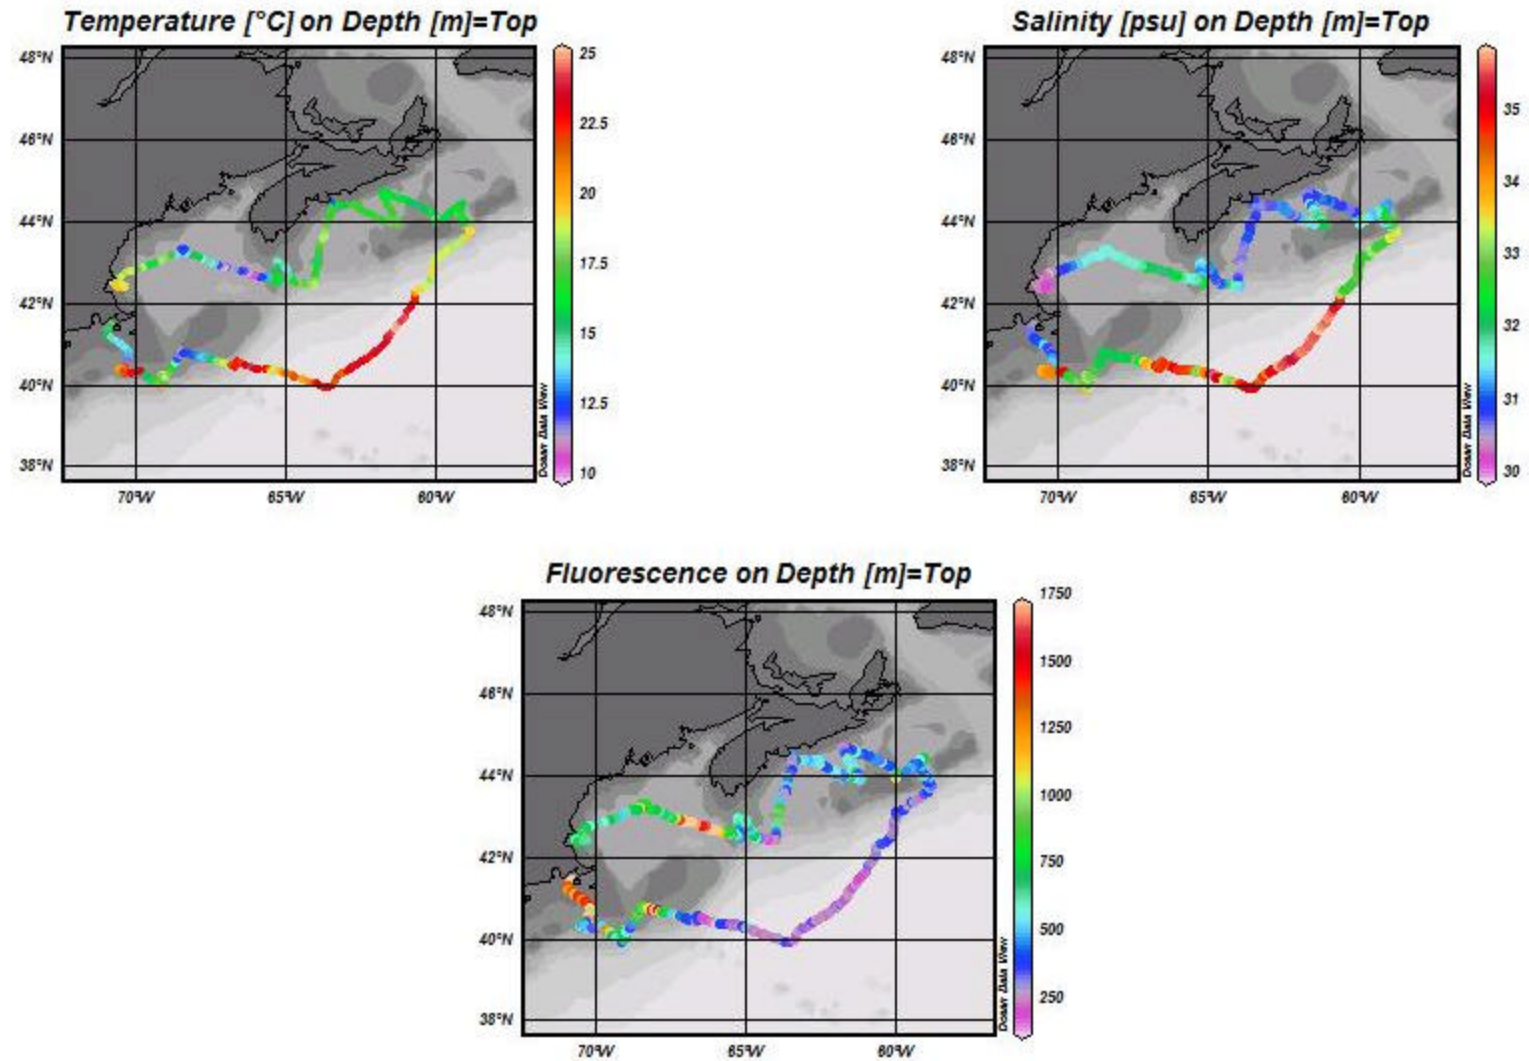 Temperature [°C] on Depth [m]=Top
48°N
46°N
44°N
42°N
40°N
38°N
70°W
65°W
60°W
25
22.5
20
17.5
15
12.5
10
Ocean Data View
Salinity [psu] on Depth [m]=Top
48°N
46°N
44°N
42°N
40°N
38°N
70°W
65°W
60°W
35
34
33
32
31
30
Ocean Data View
Fluorescence on Depth [m]=Top
48°N
46°N
44°N
42°N
40°N
38°N
70°W
65°W
60°W
1750
1500
1250
1000
750
500
250
Ocean Data View